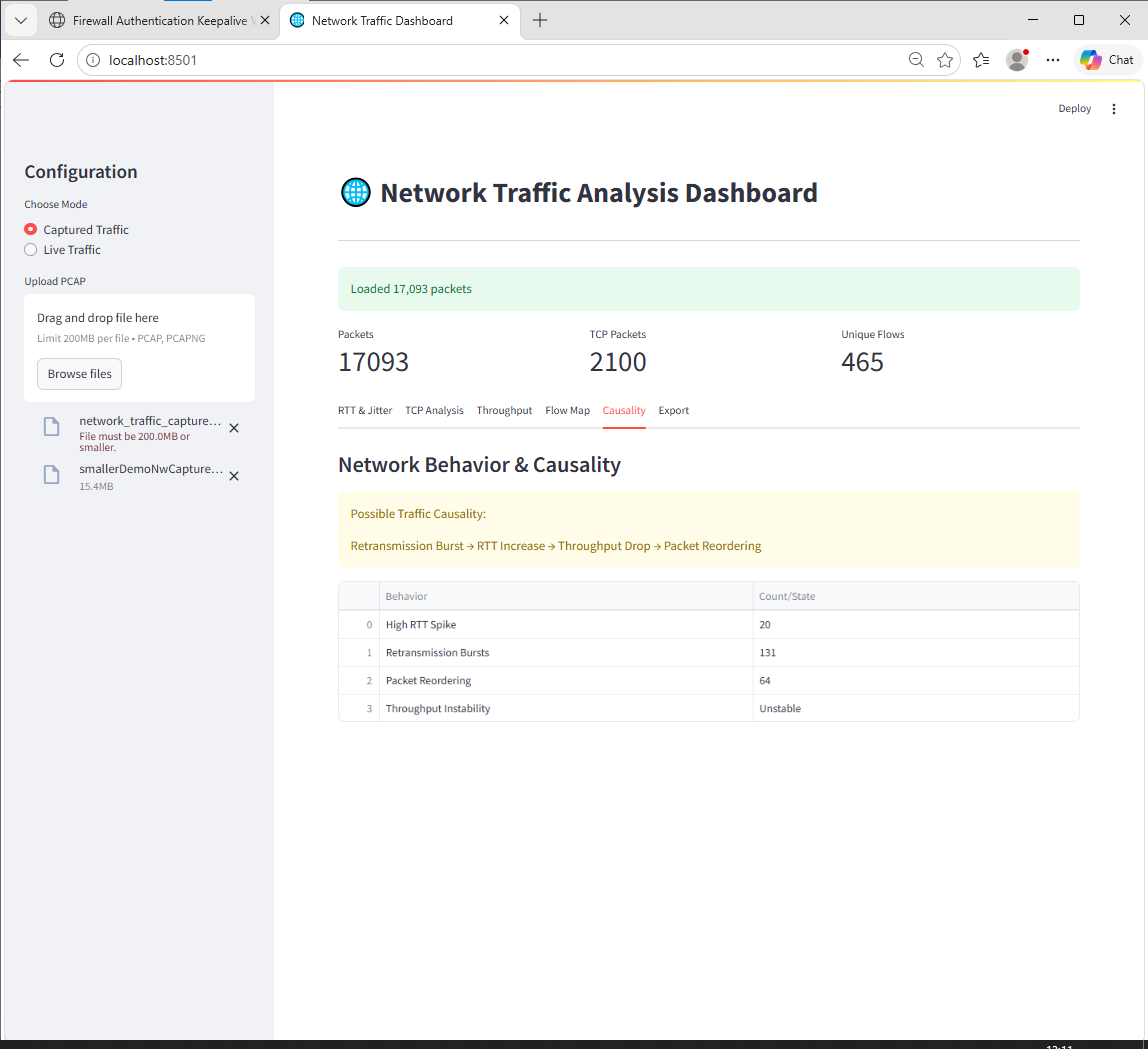 Firewall Authentication Keepalive
Network Traffic Dashboard
localhost:8501
Chat
Deploy
Configuration
Choose Mode
Captured Traffic
Live Traffic
Upload PCAP
Drag and drop file here
Limit 200MB per file • PCAP, PCAPNG
Browse files
network_traffic_capture...
File must be 200.0MB or
smaller.
smallerDemoNwCapture...
15.4MB
Network Traffic Analysis Dashboard
Loaded 17,093 packets
Packets TCP Packets Unique Flows
17093 2100 465
RTT & Jitter TCP Analysis Throughput Flow Map Causality Export
Network Behavior & Causality
Possible Traffic Causality:
Retransmission Burst → RTT Increase → Throughput Drop → Packet Reordering
Behavior Count/State
0 High RTT Spike 20
1 Retransmission Bursts 131
2 Packet Reordering 64
3 Throughput Instability Unstable